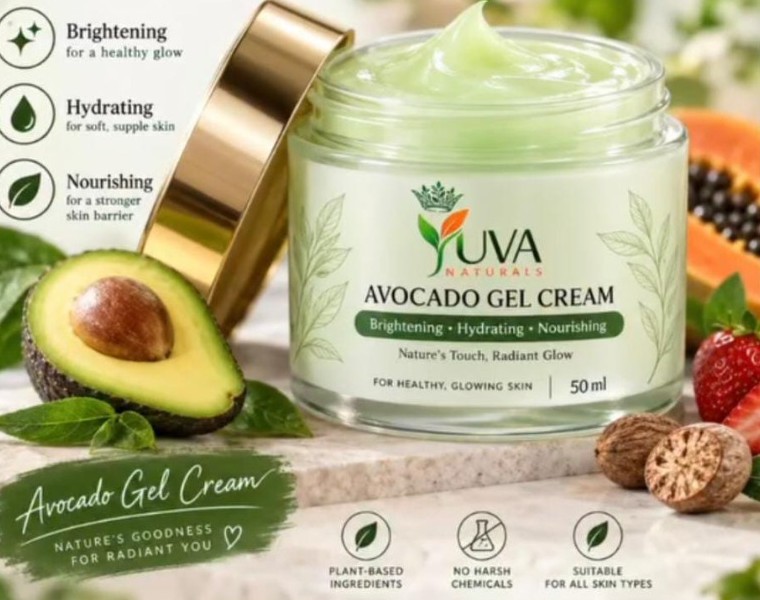 Brightening
for a healthy glow
Hydrating
for soft, supple skin
Nourishing
for a stronger
skin barrier
YUVA
NATURALS
AVOCADO GEL CREAM
Brightening • Hydrating • Nourishing
Nature's Touch, Radiant Glow
FOR HEALTHY, GLOWING SKIN | 50 ml
Avocado Gel Cream
NATURE'S GOODNESS
FOR RADIANT YOU ♡
PLANT-BASED
INGREDIENTS
NO HARSH
CHEMICALS
SUITABLE
FOR ALL SKIN TYPES